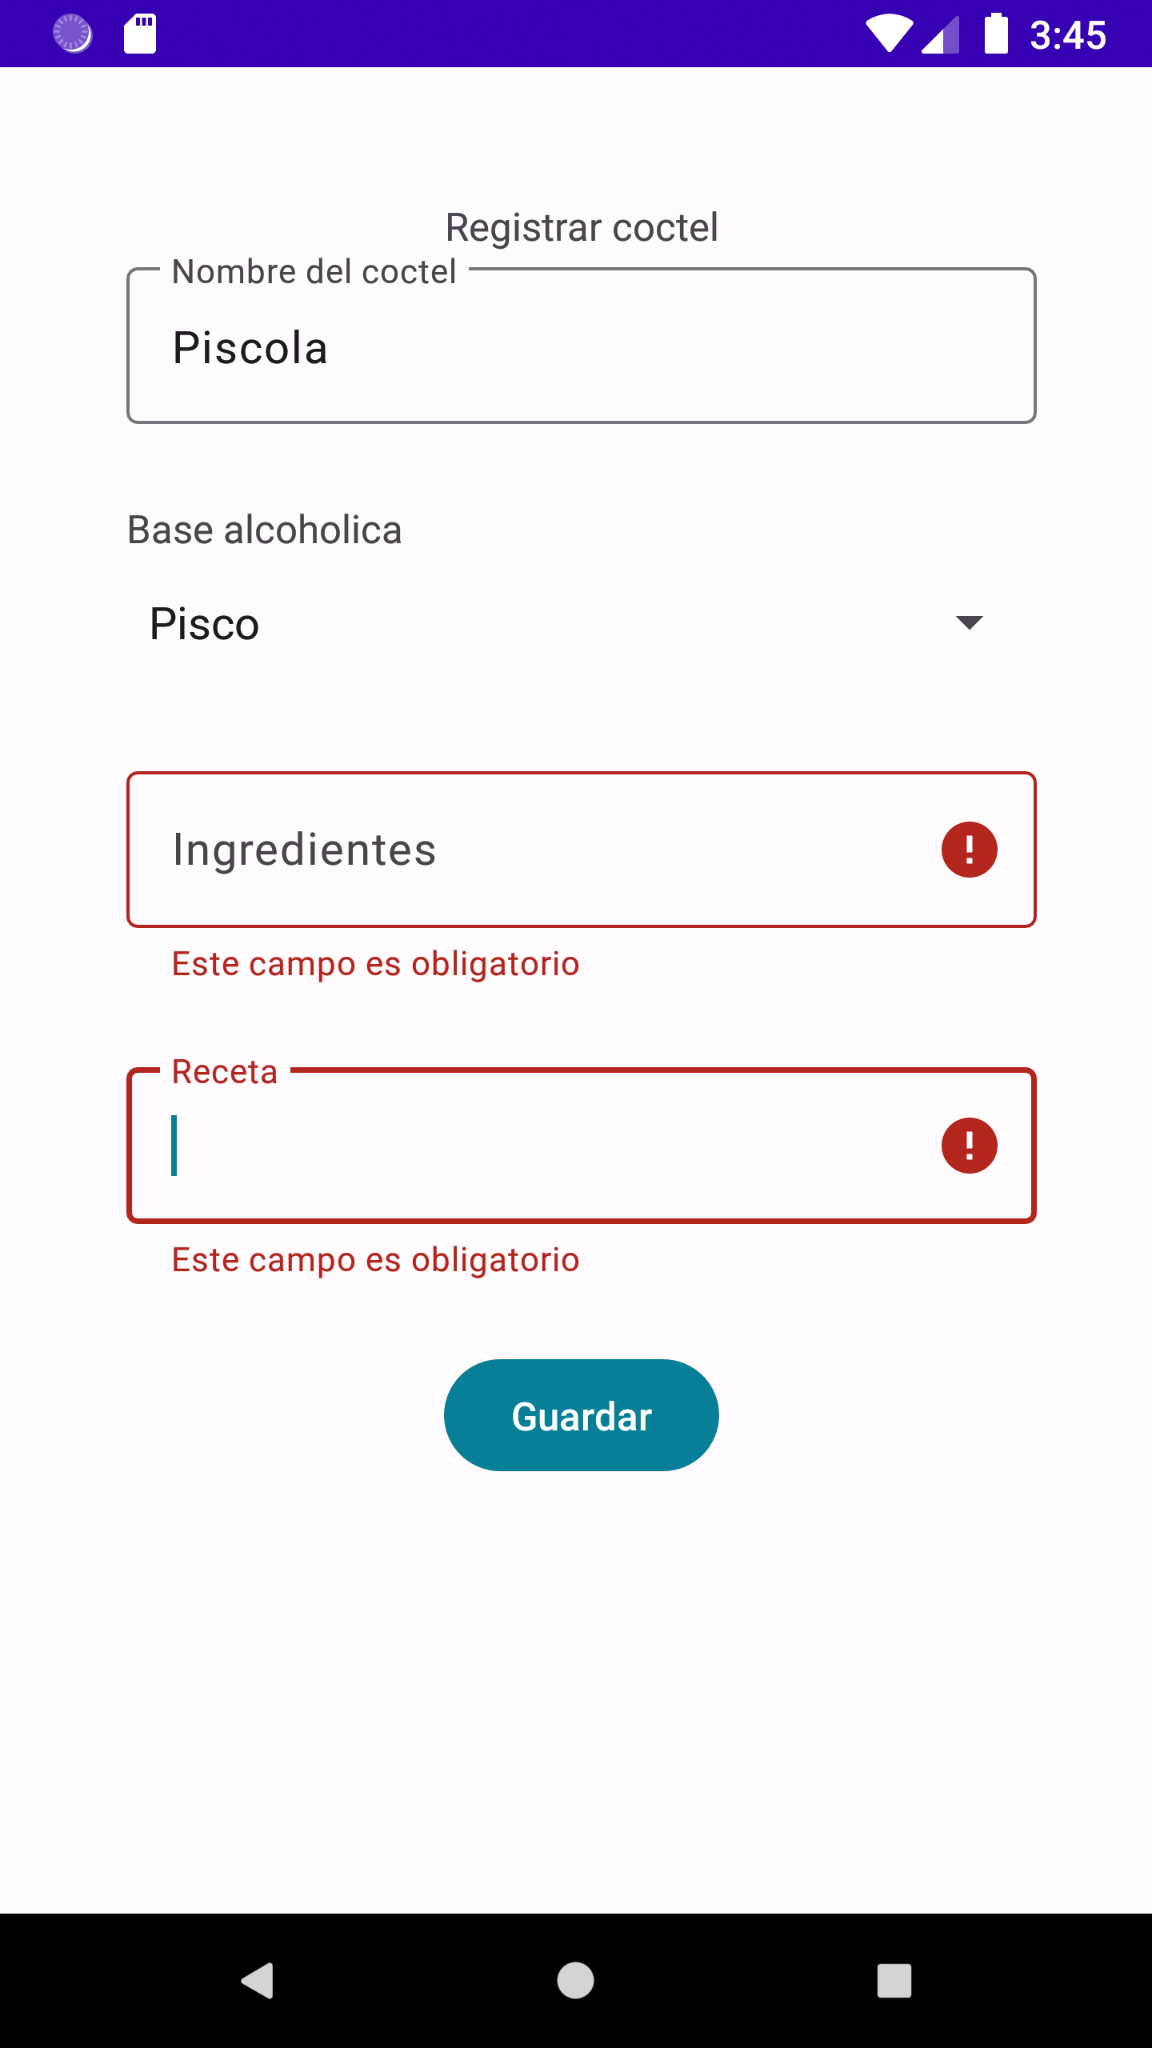 3:45
Registrar coctel
Nombre del coctel
Piscola
Base alcoholica
Pisco
Ingredientes
Este campo es obligatorio
Receta
Este campo es obligatorio
Guardar